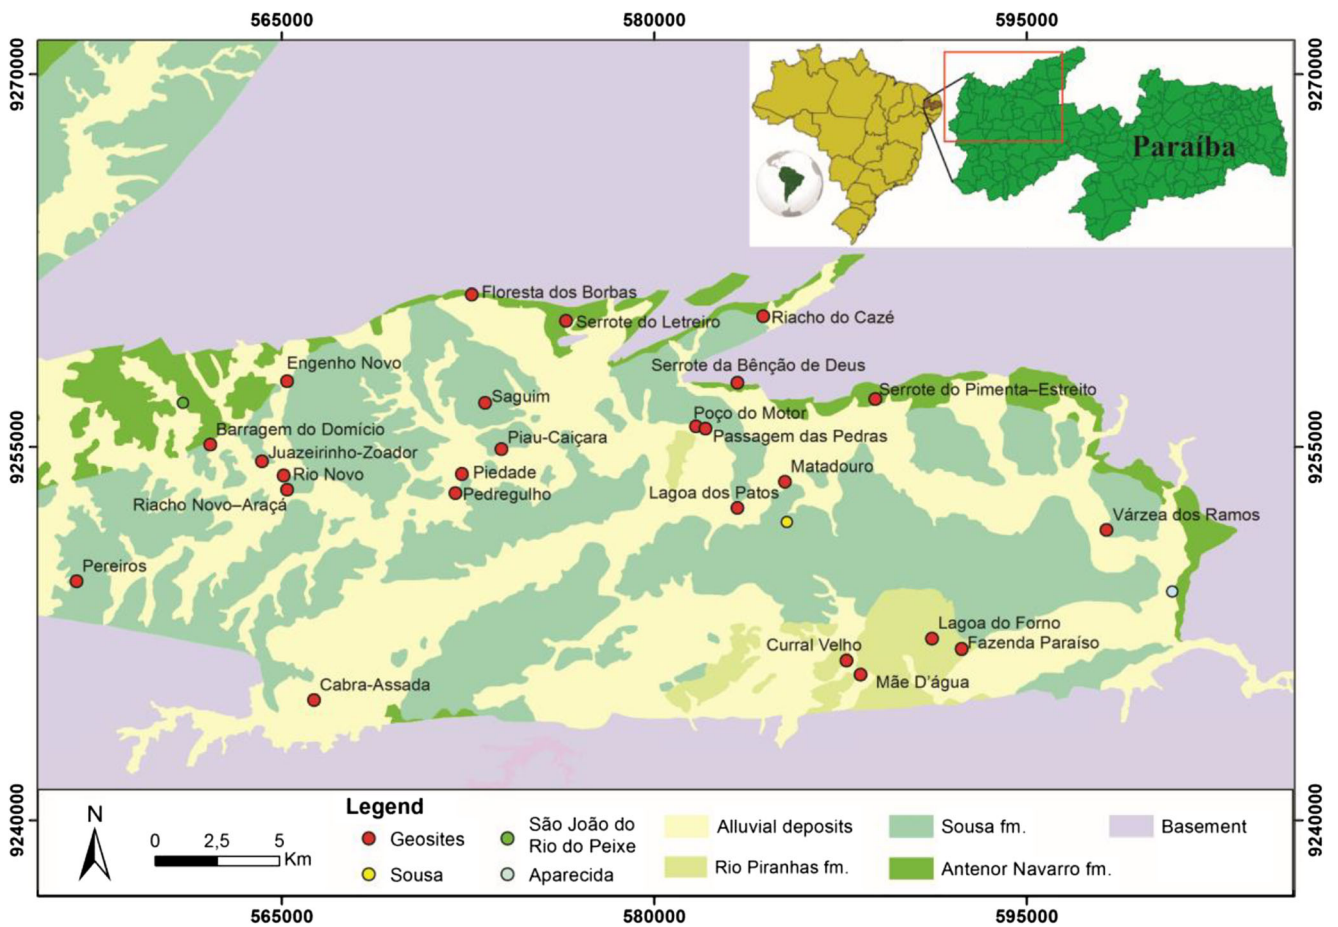 565000
580000
595000
9270000
9270000
Paraíba
Floresta dos Borbas
Serrote do Letreiro
Riacho do Cazé
Engenho Novo
Serrote da Bênção de Deus
Serrote do Pimenta–Estreito
Saguim
Poço do Motor
Barragem do Domício
Piau-Caiçara
Passagem das Pedras
9255000
9255000
Juazeirinho-Zoador
Rio Novo
Piedade
Matadouro
Riacho Novo–Araçá
Pedregulho
Lagoa dos Patos
Várzea dos Ramos
Pereiros
Lagoa do Forno
Curral Velho
Fazenda Paraíso
Cabra-Assada
Mãe D'água
9240000
9240000
N
0 2,5 5
Km
Legend
Geosites
Sousa
São João do
Rio do Peixe
Aparecida
Alluvial deposits
Rio Piranhas fm.
Sousa fm.
Antenor Navarro fm.
Basement
565000
580000
595000